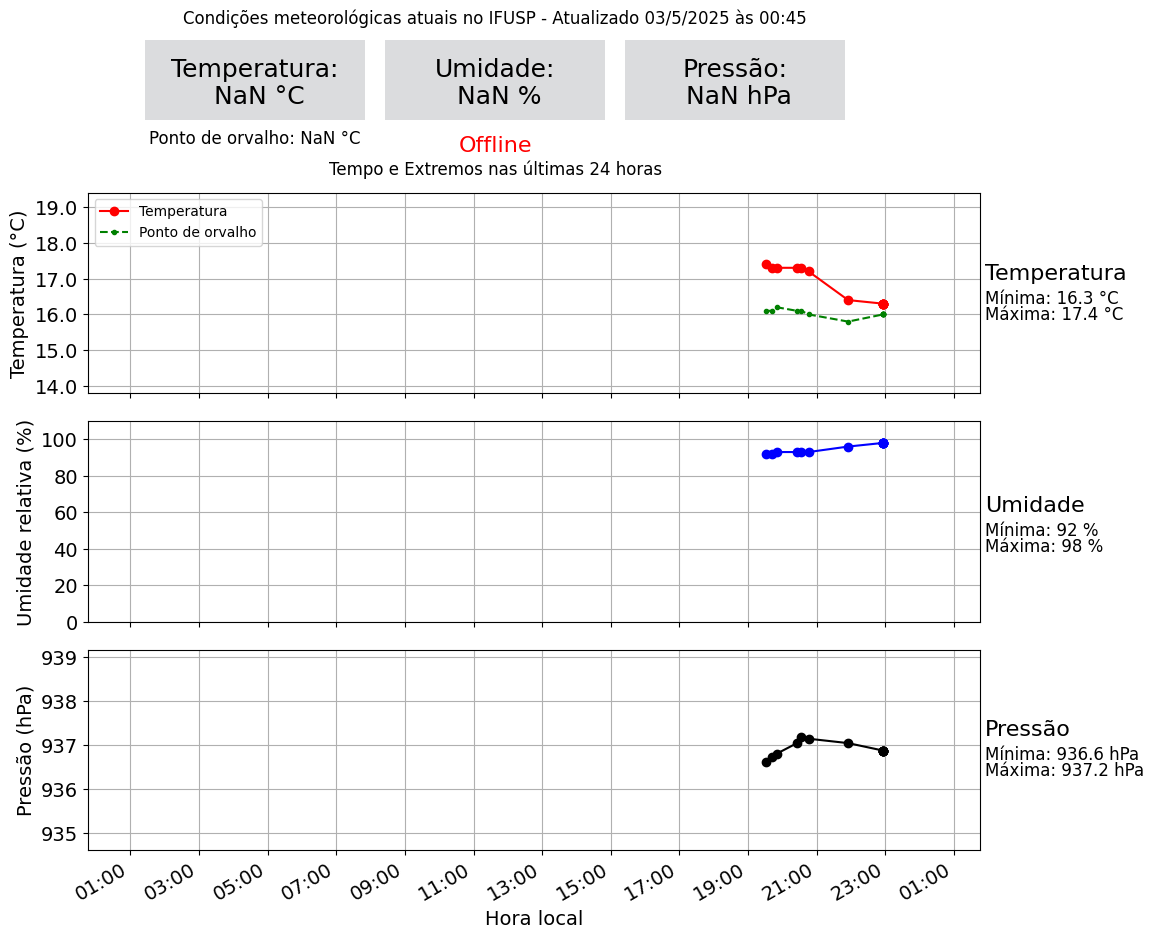 Condições meteorológicas atuais no IFUSP - Atualizado 03/5/2025 às 00:45
Temperatura:
NaN °C
Umidade:
NaN %
Pressão:
NaN hPa
Ponto de orvalho: NaN °C
Offline
Tempo e Extremos nas últimas 24 horas
Temperatura (°C)
19.0
18.0
17.0
16.0
15.0
14.0
Temperatura
Ponto de orvalho
Temperatura
Mínima: 16.3 °C
Máxima: 17.4 °C
Umidade relativa (%)
100
80
60
40
20
0
Umidade
Mínima: 92 %
Máxima: 98 %
Pressão (hPa)
939
938
937
936
935
Pressão
Mínima: 936.6 hPa
Máxima: 937.2 hPa
01:00
03:00
05:00
07:00
09:00
11:00
13:00
15:00
17:00
19:00
21:00
23:00
01:00
Hora local